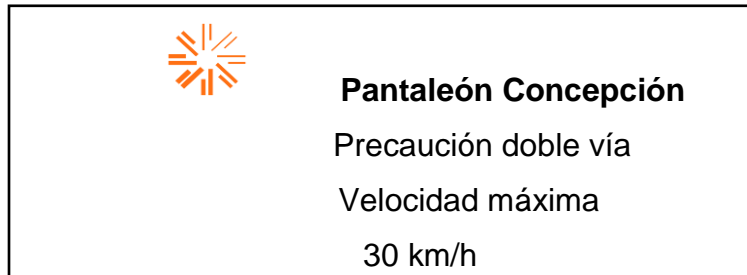 Pantaleón Concepción
Precaución doble vía
Velocidad máxima
30 km/h